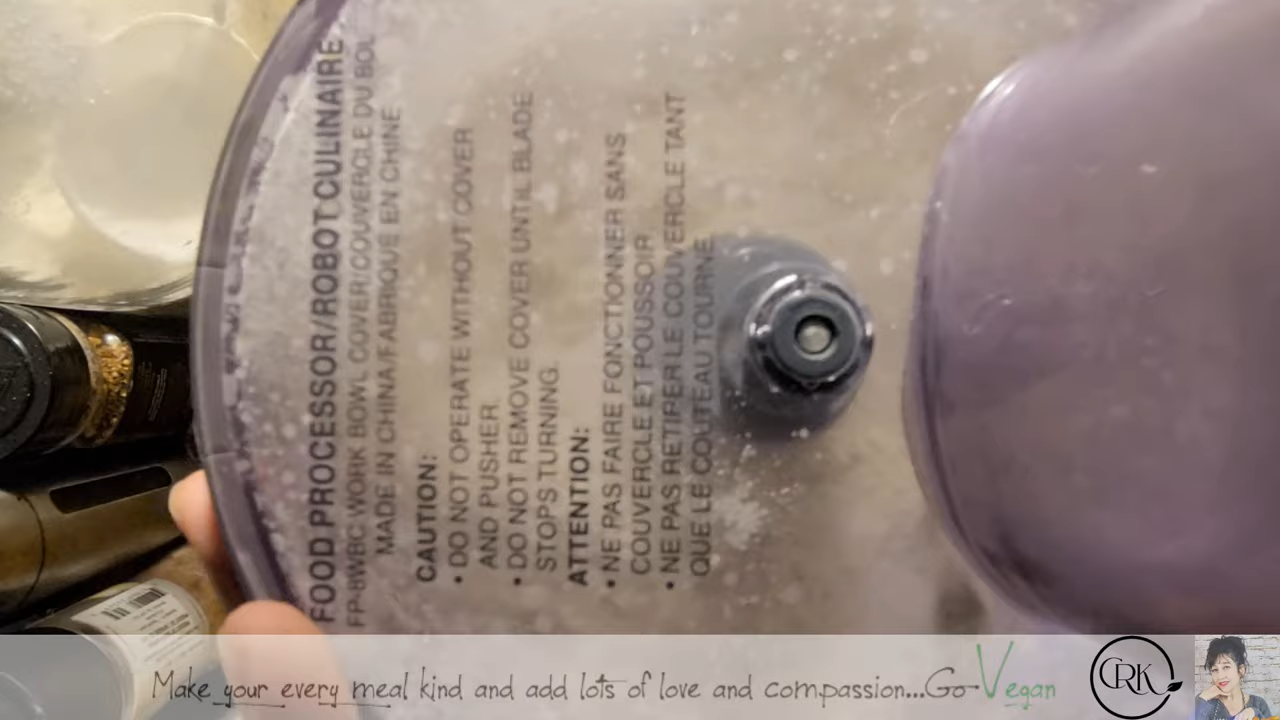 FOOD PROCESSOR/ROBOT CULINAIRE
FP-8WBC WORK BOWL COVER/COUVERCLE DU BOL
MADE IN CHINA/FABRIQUE EN CHINE
CAUTION:
• DO NOT OPERATE WITHOUT COVER
AND PUSHER.
• DO NOT REMOVE COVER UNTIL BLADE
STOPS TURNING.
ATTENTION:
• NE PAS FAIRE FONCTIONNER SANS
COUVERCLE ET POUSSOIR
• NE PAS RETIRER LE COUVERCLE TANT
QUE LE COUTEAU TOURNE
Make your every meal kind and add lots of love and compassion...Go Vegan
CRK